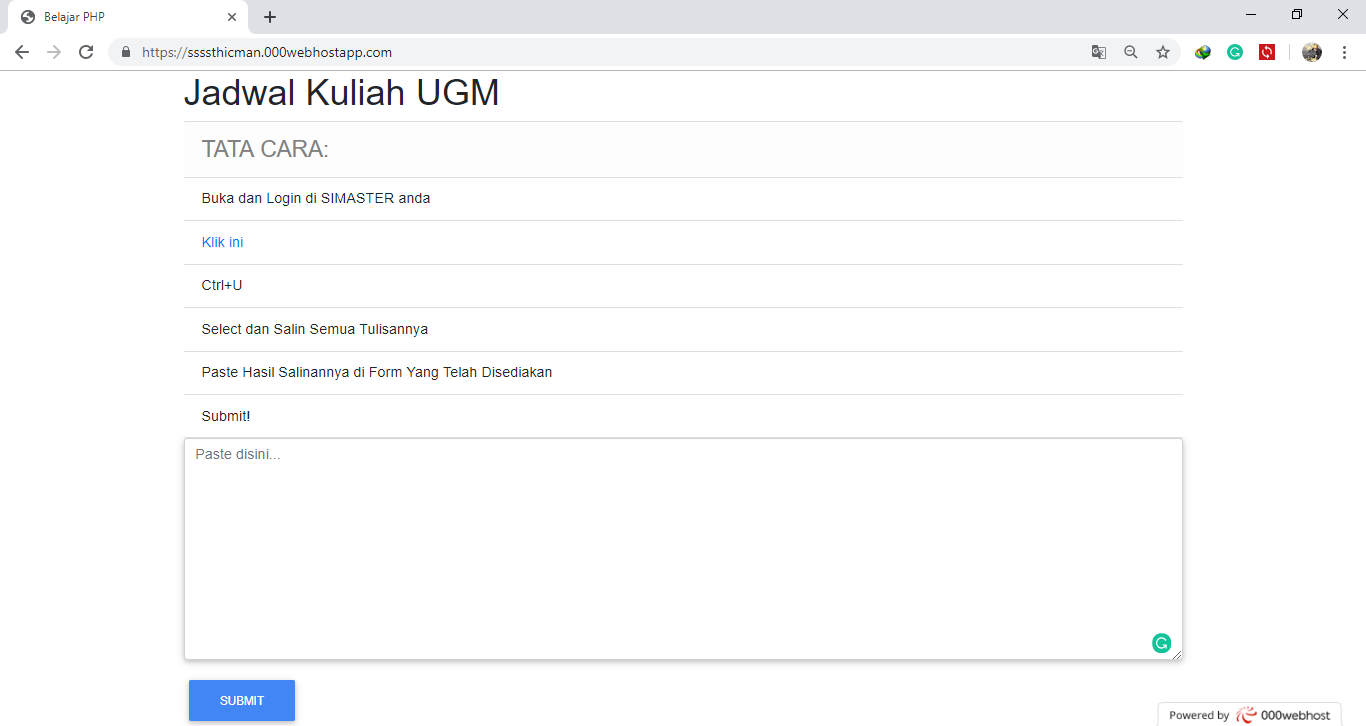 Belajar PHP
https://ssssthicman.000webhostapp.com
Jadwal Kuliah UGM
TATA CARA:
Buka dan Login di SIMASTER anda
Klik ini
Ctrl+U
Select dan Salin Semua Tulisannya
Paste Hasil Salinannya di Form Yang Telah Disediakan
Submit!
Paste disini...
SUBMIT
Powered by 000webhost